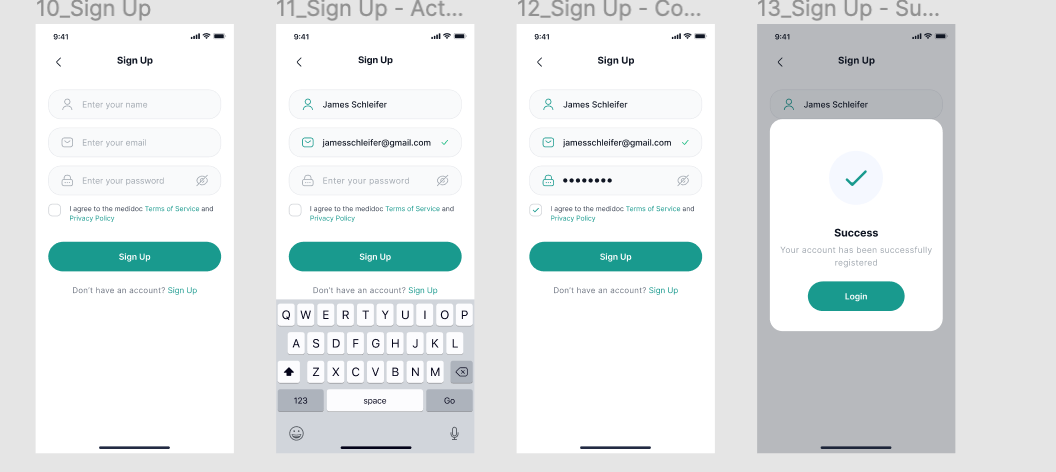 10_Sign Up
9:41
Sign Up
Enter your name
Enter your email
Enter your password
I agree to the medidoc Terms of Service and
Privacy Policy
Sign Up
Don't have an account? Sign Up
11_Sign Up - Act...
9:41
Sign Up
James Schleifer
jamesschleifer@gmail.com
Enter your password
I agree to the medidoc Terms of Service and
Privacy Policy
Sign Up
Don't have an account? Sign Up
Q W E R T Y U I O P
A S D F G H J K L
Z X C V B N M
123 space Go
12_Sign Up - Co...
9:41
Sign Up
James Schleifer
jamesschleifer@gmail.com
••••••••
I agree to the medidoc Terms of Service and
Privacy Policy
Sign Up
Don't have an account? Sign Up
13_Sign Up - Su...
9:41
Sign Up
James Schleifer
Success
Your account has been successfully
registered
Login